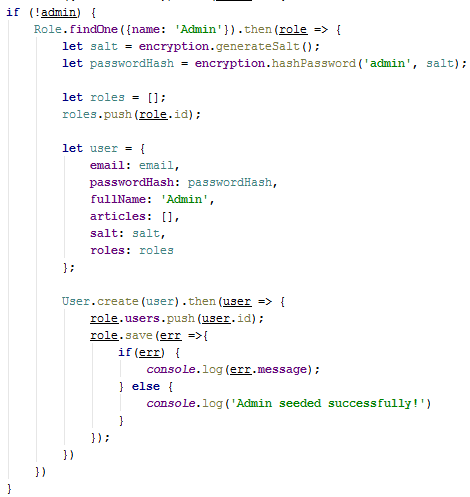 if (!admin) {
    Role.findOne({name: 'Admin'}).then(role => {
        let salt = encryption.generateSalt();
        let passwordHash = encryption.hashPassword('admin', salt);

        let roles = [];
        roles.push(role.id);

        let user = {
            email: email,
            passwordHash: passwordHash,
            fullName: 'Admin',
            articles: [],
            salt: salt,
            roles: roles
        };

        User.create(user).then(user => {
            role.users.push(user.id);
            role.save(err =>{
                if(err) {
                    console.log(err.message);
                } else {
                    console.log('Admin seeded successfully!')
                }
            });
        })
    })
}